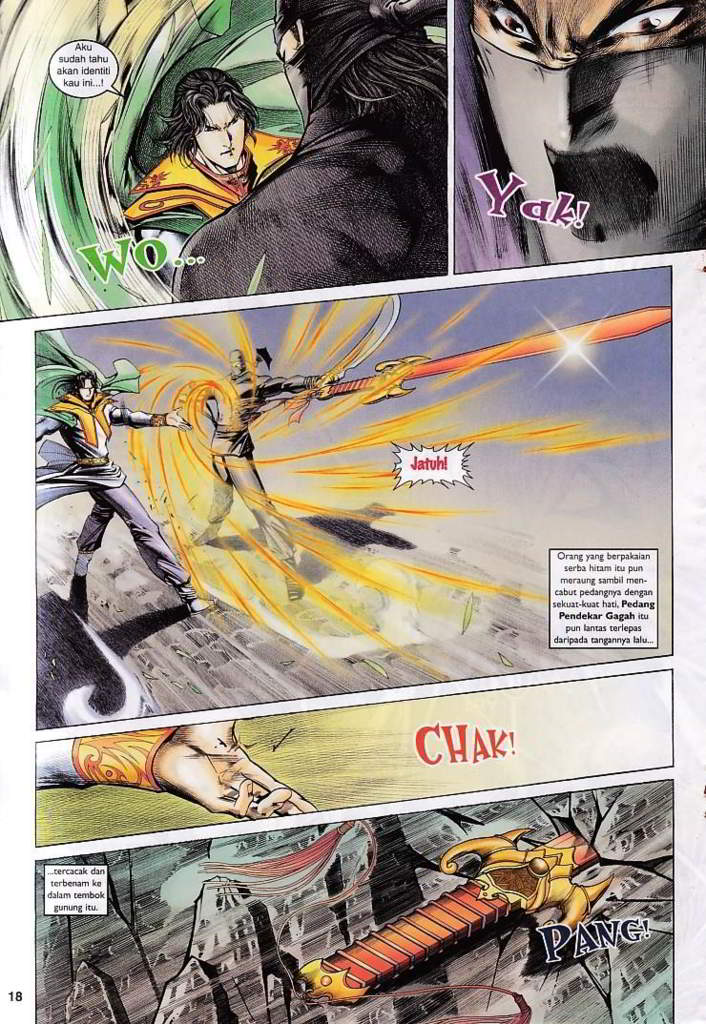 Aku
sudah tahu
akan identiti
kau ini...!
WO...
Yak!
Jatuh!
Orang yang berpakaian
serba hitam itu pun
meraung sambil men-
cabut pedangnya dengan
sekuat-kuat hati, Pedang
Pendekar Gagah itu
pun lantas terlepas
daripada tangannya lalu...
CHAK!
...tercacak dan
terbenam ke
dalam tembok
gunung itu.
PANG!
18